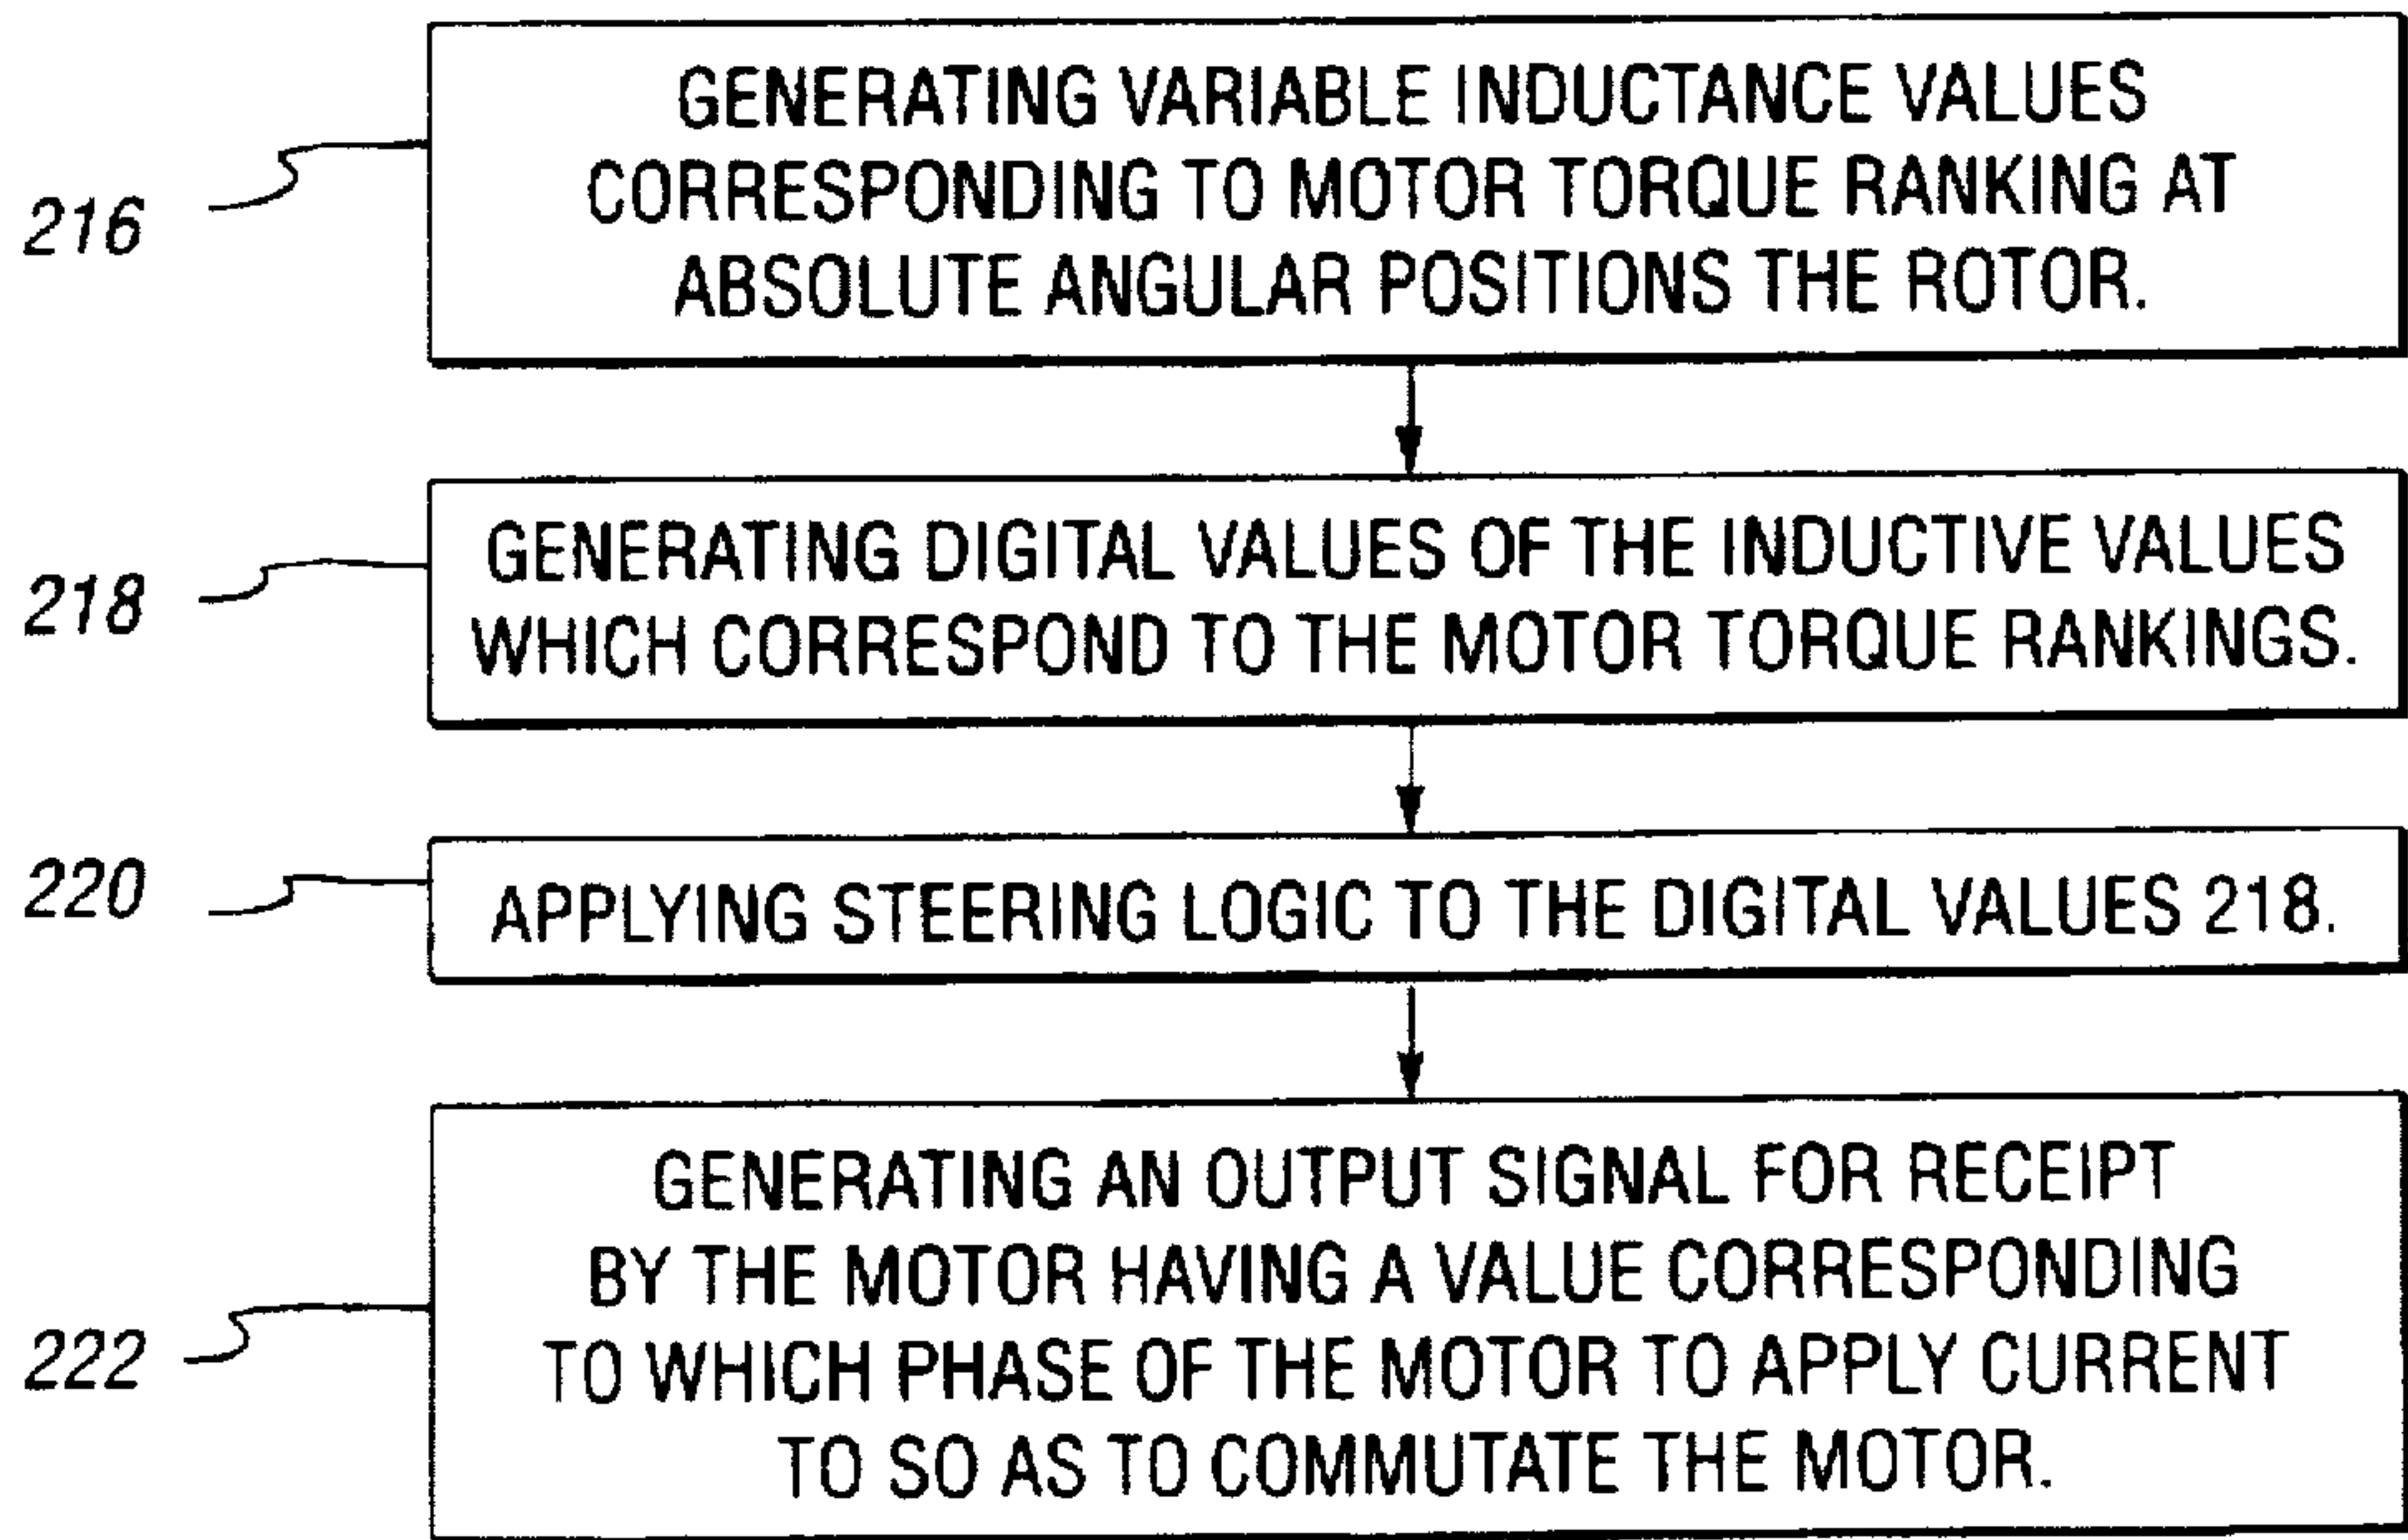 GENERATING VARIABLE INDUCTANCE VALUES
CORRESPONDING TO MOTOR TORQUE RANKING AT
ABSOLUTE ANGULAR POSITIONS THE ROTOR.
216
GENERATING DIGITAL VALUES OF THE INDUCTIVE VALUES
WHICH CORRESPOND TO THE MOTOR TORQUE RANKINGS.
218
APPLYING STEERING LOGIC TO THE DIGITAL VALUES 218.
220
GENERATING AN OUTPUT SIGNAL FOR RECEIPT
BY THE MOTOR HAVING A VALUE CORRESPONDING
TO WHICH PHASE OF THE MOTOR TO APPLY CURRENT
TO SO AS TO COMMUTATE THE MOTOR.
222